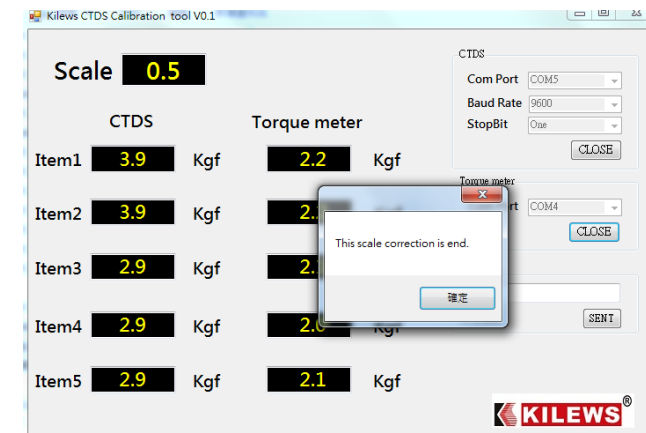 Kilews CTDS Calibration tool V0.1
Scale 0.5
CTDS Torque meter
Item1 3.9 Kgf 2.2 Kgf
Item2 3.9 Kgf
Item3 2.9 Kgf
Item4 2.9 Kgf 2.0 Kgf
Item5 2.9 Kgf 2.1 Kgf
CTDS
Com Port COM5
Baud Rate 9600
StopBit One
CLOSE
Torque meter
COM4
CLOSE
This scale correction is end.
確定
SENT
KILEWS®